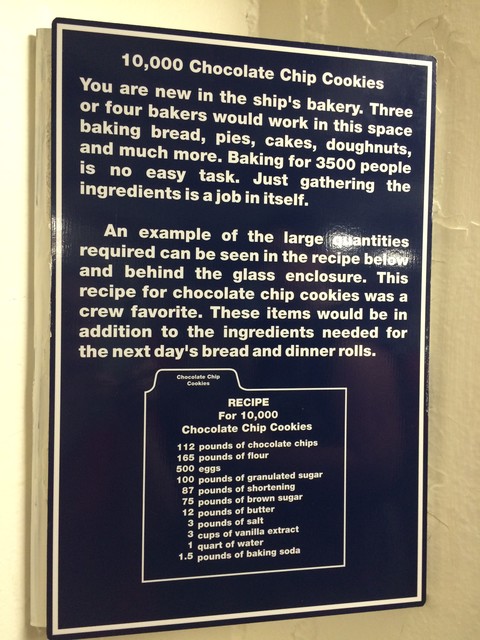 10,000 Chocolate Chip Cookies
You are new in the ship's bakery. Three
or four bakers would work in this space
baking bread, pies, cakes, doughnuts,
and much more. Baking for 3500 people
is no easy task. Just gathering the
ingredients is a job in itself.
An example of the large quantities
required can be seen in the recipe below
and behind the glass enclosure. This
recipe for chocolate chip cookies was a
crew favorite. These items would be in
addition to the ingredients needed for
the next day's bread and dinner rolls.
Chocolate Chip
Cookies
RECIPE
For 10,000
Chocolate Chip Cookies
112 pounds of chocolate chips
165 pounds of flour
500 eggs
100 pounds of granulated sugar
87 pounds of shortening
75 pounds of brown sugar
12 pounds of butter
3 pounds of salt
3 cups of vanilla extract
1 quart of water
1.5 pounds of baking soda